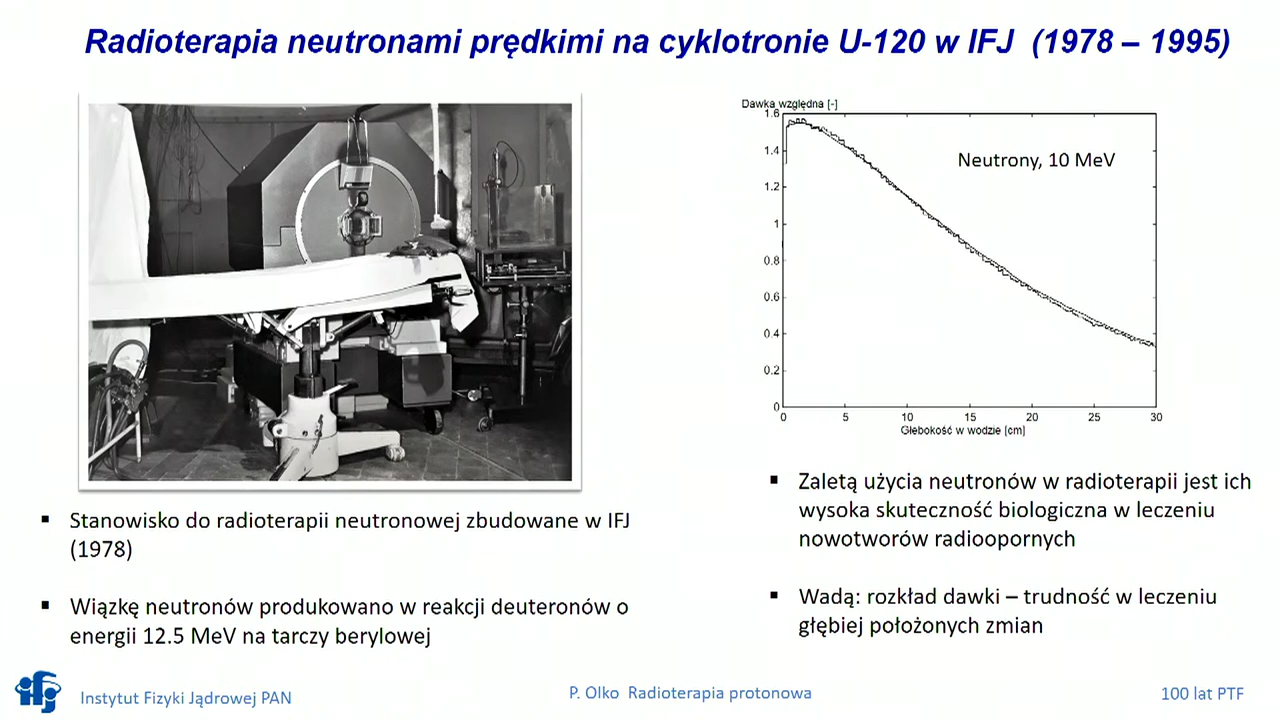 Radioterapia neutronami prędkimi na cyklotronie U-120 w IFJ (1978 – 1995)
Dawka względna [-]
1.6
1.4
1.2
1
0.8
0.6
0.4
0.2
0
Neutrony, 10 MeV
0 5 10 15 20 25 30
Głebokość w wodzie [cm]
▪ Stanowisko do radioterapii neutronowej zbudowane w IFJ
(1978)
▪ Wiązkę neutronów produkowano w reakcji deuteronów o
energii 12.5 MeV na tarczy berylowej
▪ Zaletą użycia neutronów w radioterapii jest ich
wysoka skuteczność biologiczna w leczeniu
nowotworów radioopornych
▪ Wadą: rozkład dawki – trudność w leczeniu
głębiej położonych zmian
ifj
Instytut Fizyki Jądrowej PAN
P. Olko Radioterapia protonowa
100 lat PTF